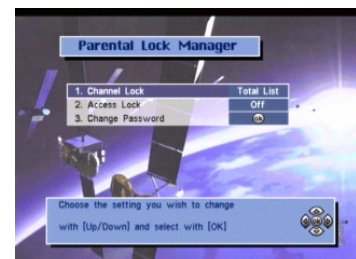 Parental Lock Manager
1. Channel Lock Total List
2. Access Lock Off
3. Change Password OK
Choose the setting you wish to change
with [Up/Down] and select with [OK]
OK